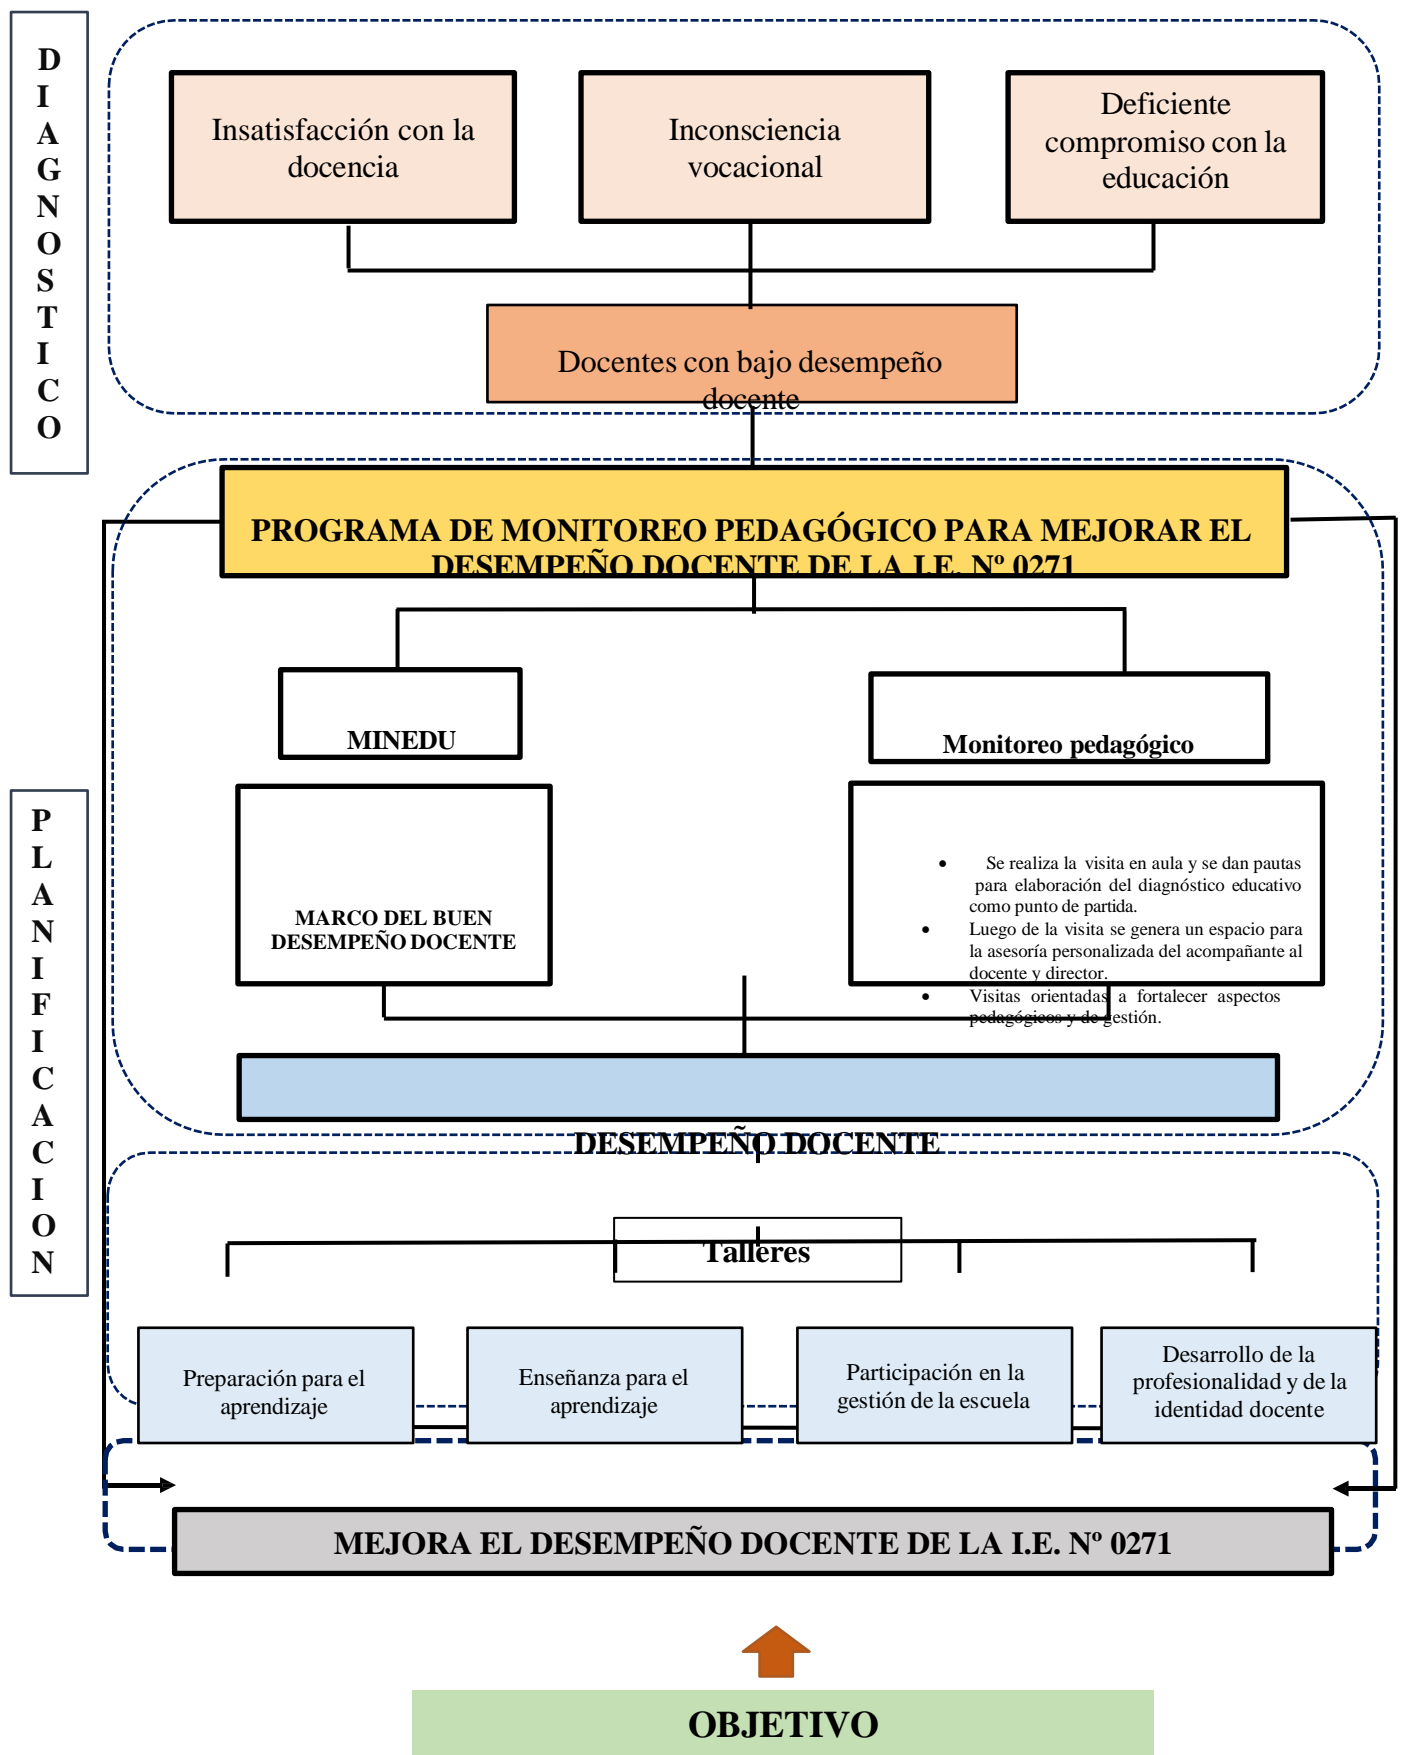 DIAGNOSTICO
Insatisfacción con la
docencia
Inconsciencia
vocacional
Deficiente
compromiso con la
educación
Docentes con bajo desempeño
docente
PROGRAMA DE MONITOREO PEDAGÓGICO PARA MEJORAR EL
DESEMPEÑO DOCENTE DE LA I.E. Nº 0271
MINEDU
Monitoreo pedagógico
PLANIFICACION
MARCO DEL BUEN
DESEMPEÑO DOCENTE
• Se realiza la visita en aula y se dan pautas
para elaboración del diagnóstico educativo
como punto de partida.
• Luego de la visita se genera un espacio para
la asesoría personalizada del acompañante al
docente y director.
• Visitas orientadas a fortalecer aspectos
pedagógicos y de gestión.
DESEMPEÑO DOCENTE
Talleres
Preparación para el
aprendizaje
Enseñanza para el
aprendizaje
Participación en la
gestión de la escuela
Desarrollo de la
profesionalidad y de la
identidad docente
MEJORA EL DESEMPEÑO DOCENTE DE LA I.E. Nº 0271
OBJETIVO